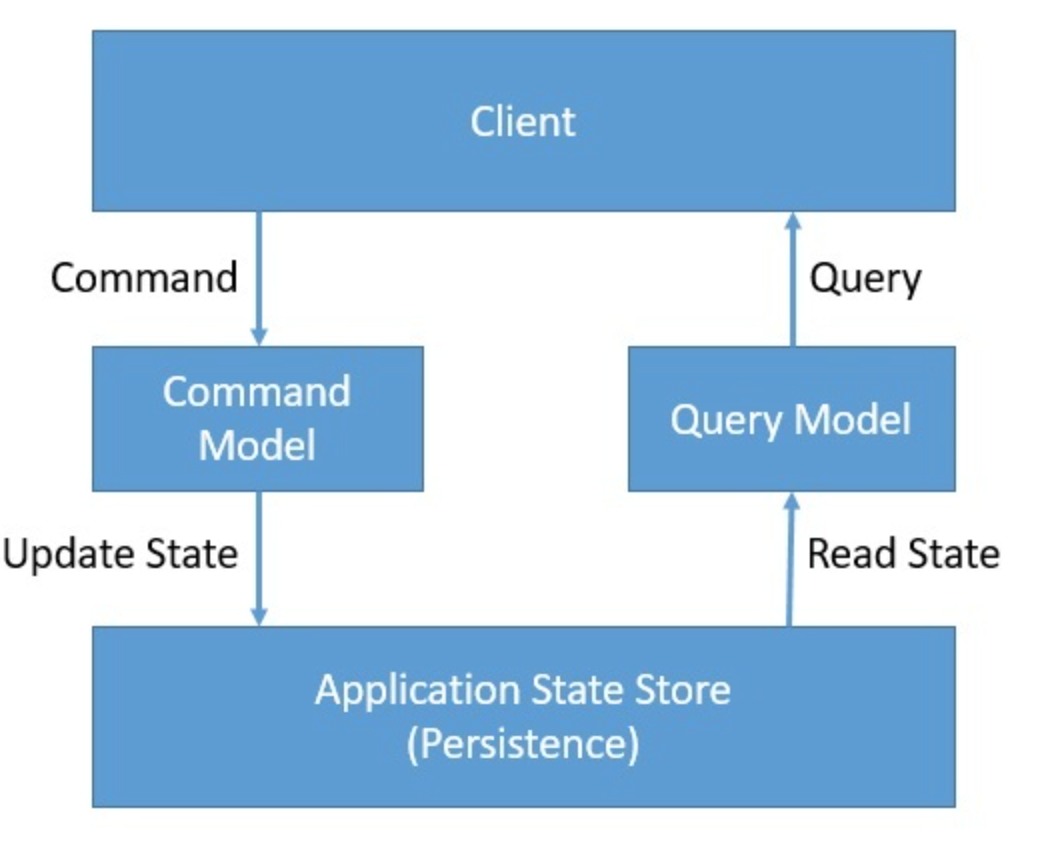 Client
Command
Query
Command
Model
Query Model
Update State
Read State
Application State Store
(Persistence)